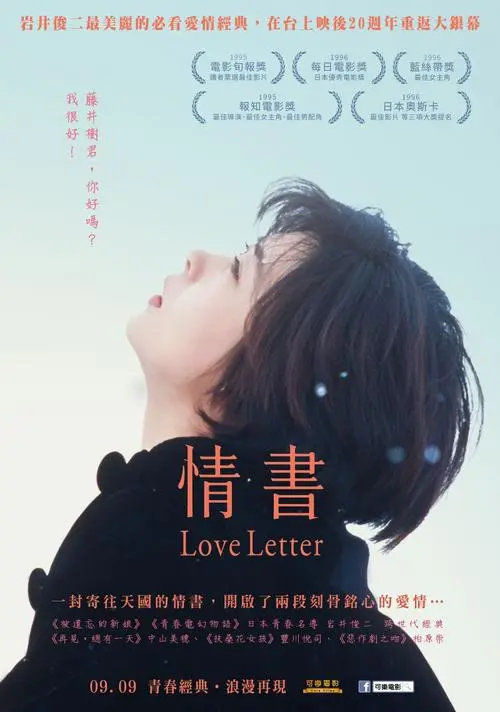 岩井俊二最美麗的必看愛情經典，在台上映後20週年重返大銀幕
1995
電影旬報獎
讀者票選最佳影片
1996
每日電影獎
日本優秀電影獎
1996
藍絲帶獎
最佳女主角
1995
報知電影獎
最佳導演、最佳女主角、最佳男配角
1996
日本奧斯卡
最佳影片 等三項大獎提名
藤井樹君，你好嗎？
我很好！
情書
Love Letter
一封寄往天國的情書，開啟了兩段刻骨銘心的愛情…
《被遺忘的新娘》《青春電幻物語》日本青春名導 岩井俊二 跨世代經典
《再見，總有一天》中山美穗、《扶桑花女孩》豐川悅司、《惡作劇之吻》柏原崇
09.09 青春經典・浪漫再現
可樂電影
可樂電影